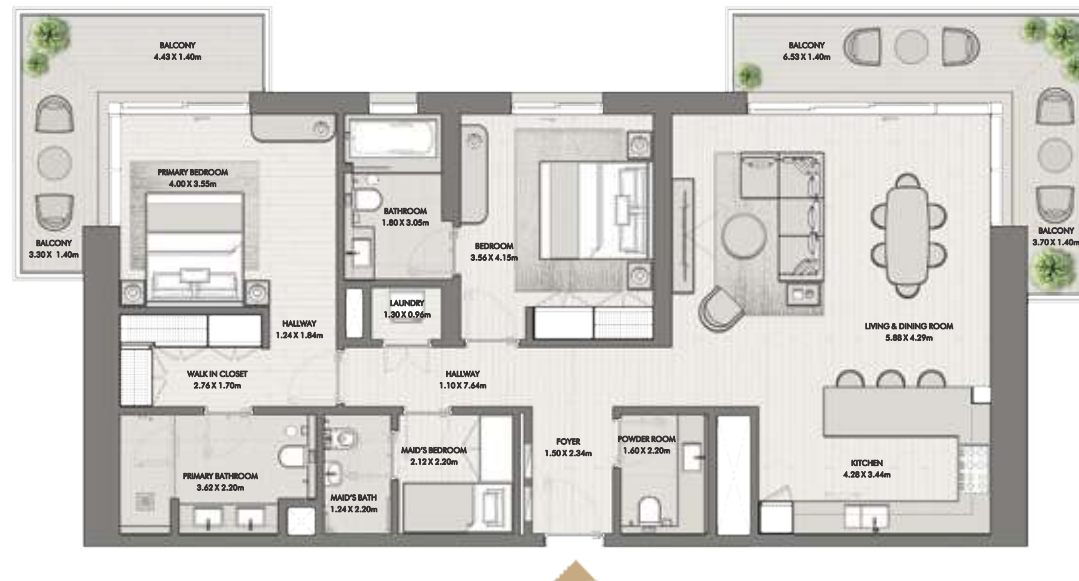 BALCONY
4.43 X 1.40m
BALCONY
6.53 X 1.40m
PRIMARY BEDROOM
4.00 X 3.55m
BATHROOM
1.80 X 3.05m
BEDROOM
3.56 X 4.15m
BALCONY
3.30 X 1.40m
BALCONY
3.70 X 1.40m
LAUNDRY
1.30 X 0.96m
HALLWAY
1.24 X 1.84m
LIVING & DINING ROOM
5.88 X 4.29m
WALK IN CLOSET
2.76 X 1.70m
HALLWAY
1.10 X 7.64m
PRIMARY BATHROOM
3.62 X 2.20m
MAID'S BATH
1.24 X 2.20m
MAID'S BEDROOM
2.12 X 2.20m
FOYER
1.50 X 2.34m
POWDER ROOM
1.60 X 2.20m
KITCHEN
4.28 X 3.44m